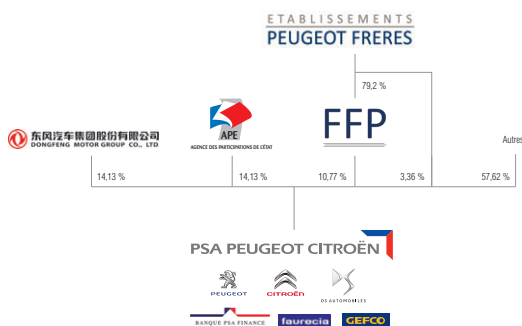 ETABLISSEMENTS
PEUGEOT FRERES
79,2 %
东风汽车集团股份有限公司
DONGFENG MOTOR GROUP CO., LTD.
APE
AGENCE DES PARTICIPATIONS DE L'ÉTAT
FFP
Autres
14,13 %
14,13 %
10,77 %
3,36 %
57,62 %
PSA PEUGEOT CITROËN
PEUGEOT
CITROËN
DS AUTOMOBILES
BANQUE PSA FINANCE
faurecia
GEFCO